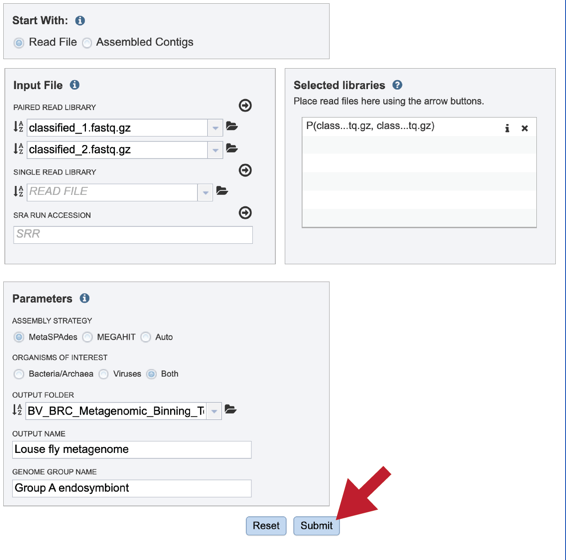 Start With:
Read File Assembled Contigs
Input File
PAIRED READ LIBRARY
classified_1.fastq.gz
classified_2.fastq.gz
SINGLE READ LIBRARY
READ FILE
SRA RUN ACCESSION
SRR
Selected libraries
Place read files here using the arrow buttons.
P(class...tq.gz, class...tq.gz)
Parameters
ASSEMBLY STRATEGY
MetaSPAdes MEGAHIT Auto
ORGANISMS OF INTEREST
Bacteria/Archaea Viruses Both
OUTPUT FOLDER
BV_BRC_Metagenomic_Binning_T
OUTPUT NAME
Louse fly metagenome
GENOME GROUP NAME
Group A endosymbiont
Reset Submit